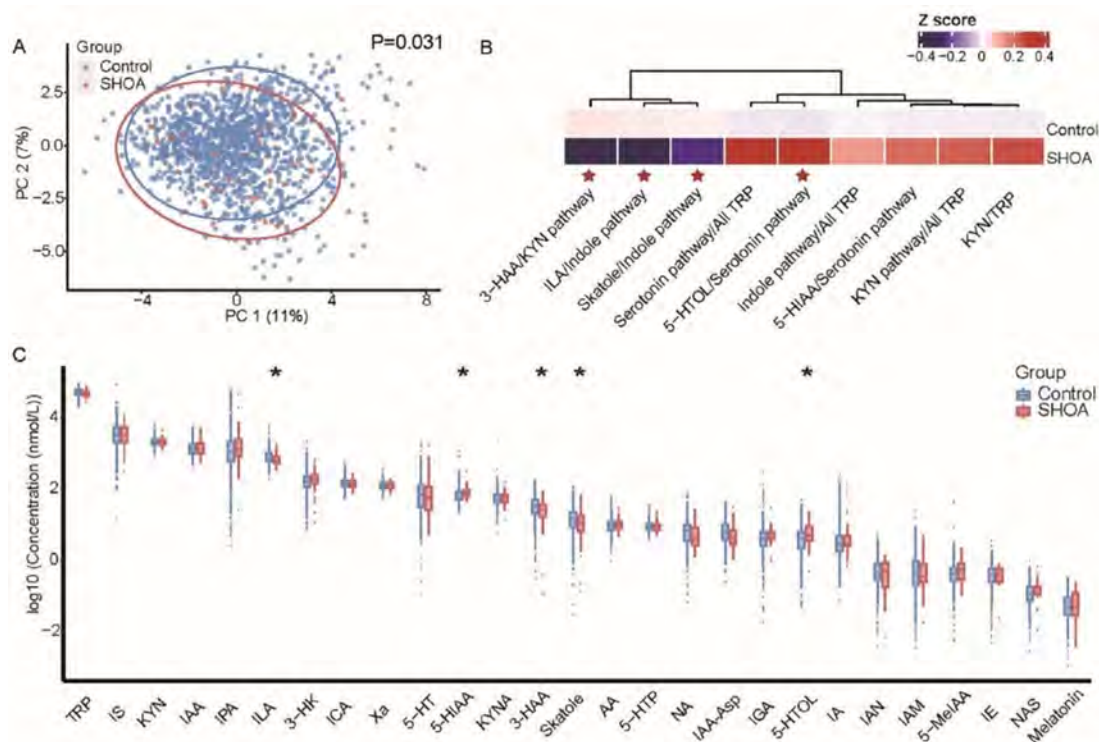 A
Group
Control
SHOA
P=0.031
PC 2 (7%)
2.5
0.0
−2.5
−5.0
−4
0
4
8
PC 1 (11%)
B
Z score
−0.4
−0.2
0
0.2
0.4
Control
SHOA
3−HAA/KYN pathway
ILA/Indole pathway
Skatole/Indole pathway
Serotonin pathway/All TRP
5−HTOL/Serotonin pathway
Indole pathway/All TRP
5−HIAA/Serotonin pathway
KYN pathway/All TRP
KYN/TRP
C
Group
Control
SHOA
log10 (Concentration (nmol/L))
4
2
0
−2
*
*
*
*
*
TRP
IS
KYN
IAA
IPA
ILA
3−HK
ICA
Xa
5−HT
5-HIAA
KYNA
3−HAA
Skatole
AA
5−HTP
NA
IAA-Asp
IGA
5−HTOL
IA
IAN
IAM
5−MeIAA
IE
NAS
Melatonin